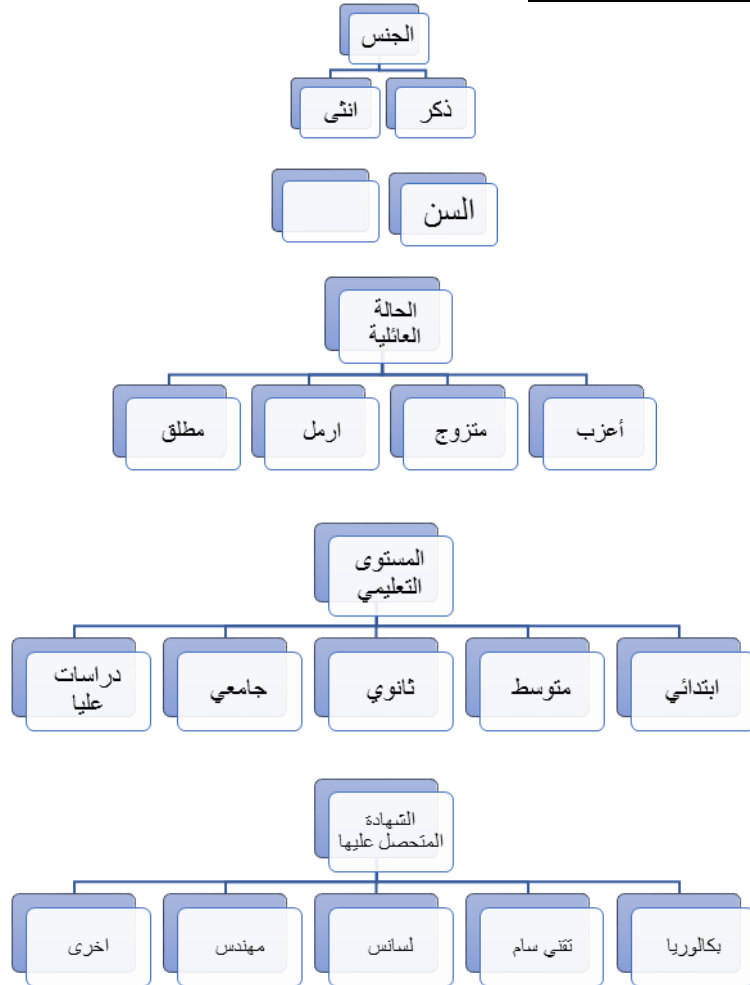 الجنس
ذكر
انثى
السن
الحالة
العائلية
أعزب
متزوج
ارمل
مطلق
المستوى
التعليمي
ابتدائي
متوسط
ثانوي
جامعي
دراسات
عليا
الشهادة
المتحصل عليها
بكالوريا
تقني سام
لسانس
مهندس
اخرى